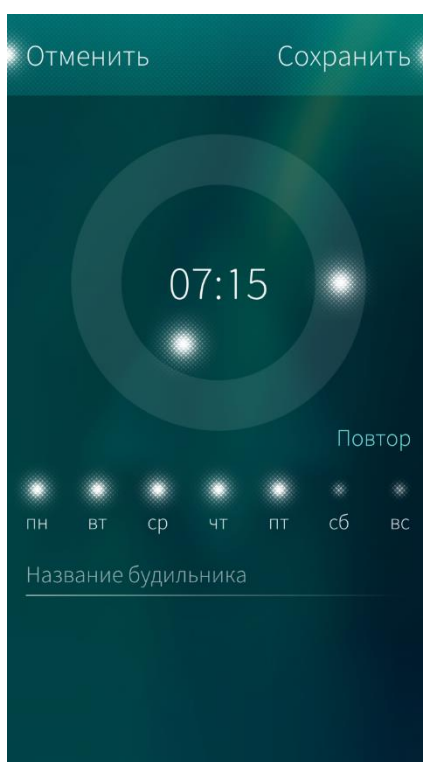 Отменить Сохранить
07:15
Повтор
пн вт ср чт пт сб вс
Название будильника